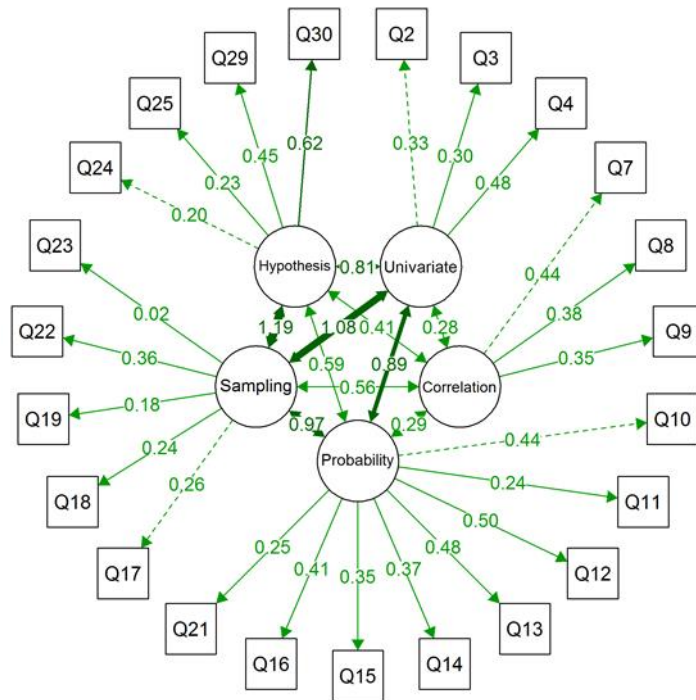 Q30
Q2
Q29
Q3
Q25
Q4
Q24
Q7
Q23
Q8
Q22
Q9
Q19
Q10
Q18
Q11
Q17
Q12
Q21
Q13
Q16
Q14
Q15
Hypothesis
Univariate
Sampling
Correlation
Probability
0.62
0.33
0.45
0.30
0.23
0.48
0.20
0.44
0.81
0.02
0.38
1.19
1.08
0.41
0.28
0.36
0.59
0.89
0.35
0.18
0.56
0.24
0.97
0.29
0.44
0.26
0.24
0.25
0.50
0.41
0.48
0.35
0.37